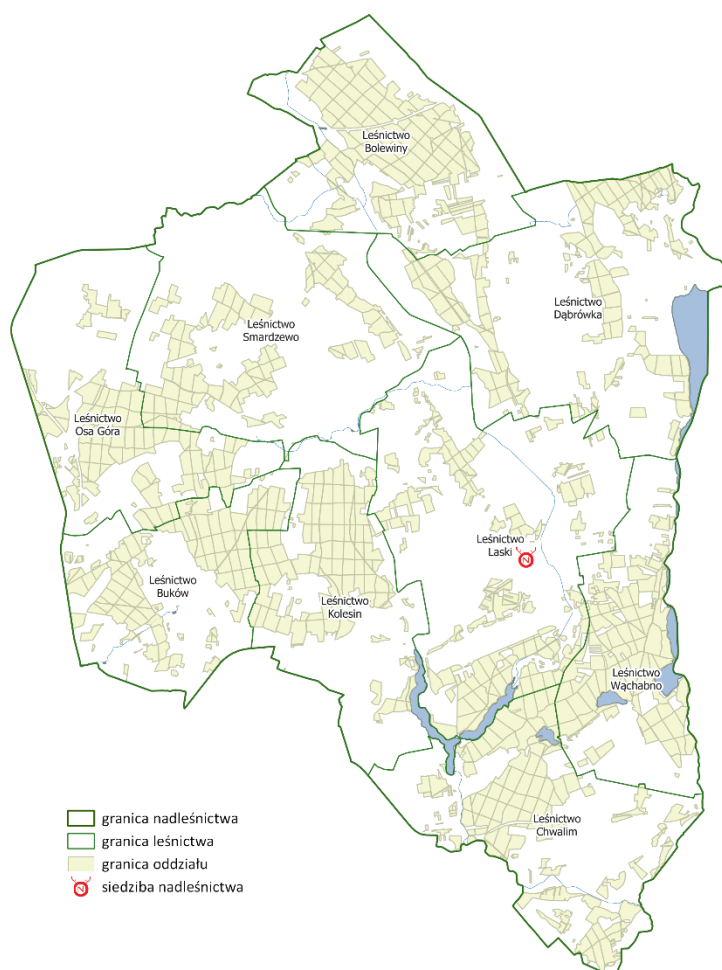 Leśnictwo
Bolewiny
Leśnictwo
Dąbrówka
Leśnictwo
Smardzewo
Leśnictwo
Osa Góra
Leśnictwo
Laski
Leśnictwo
Buków
Leśnictwo
Kolesin
Leśnictwo
Wąchabno
Leśnictwo
Chwalim
granica nadleśnictwa
granica leśnictwa
granica oddziału
siedziba nadleśnictwa